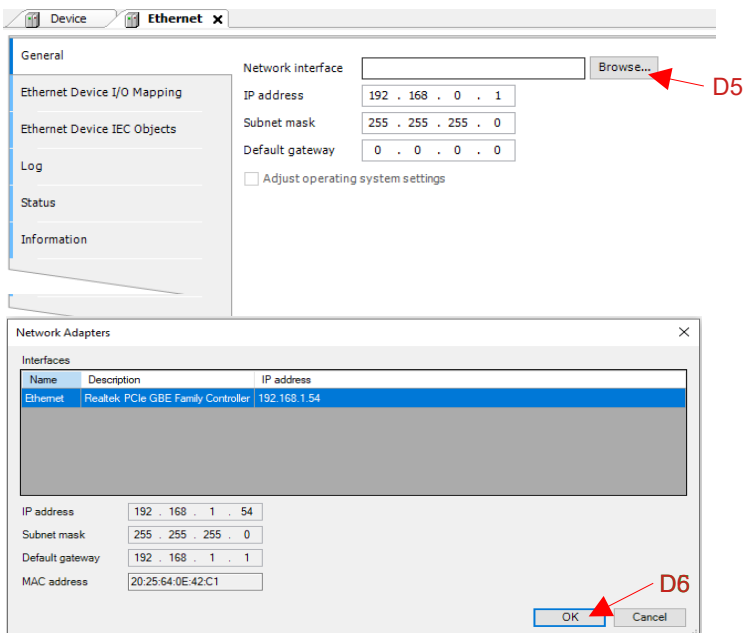 Device Ethernet x
General
Network interface Browse...
D5
Ethernet Device I/O Mapping
IP address 192 . 168 . 0 . 1
Ethernet Device IEC Objects
Subnet mask 255 . 255 . 255 . 0
Default gateway 0 . 0 . 0 . 0
Log
Adjust operating system settings
Status
Information
Network Adapters
Interfaces
Name Description IP address
Ethernet Realtek PCIe GBE Family Controller 192.168.1.54
IP address 192 . 168 . 1 . 54
Subnet mask 255 . 255 . 255 . 0
Default gateway 192 . 168 . 1 . 1
MAC address 20:25:64:0E:42:C1
D6
OK Cancel